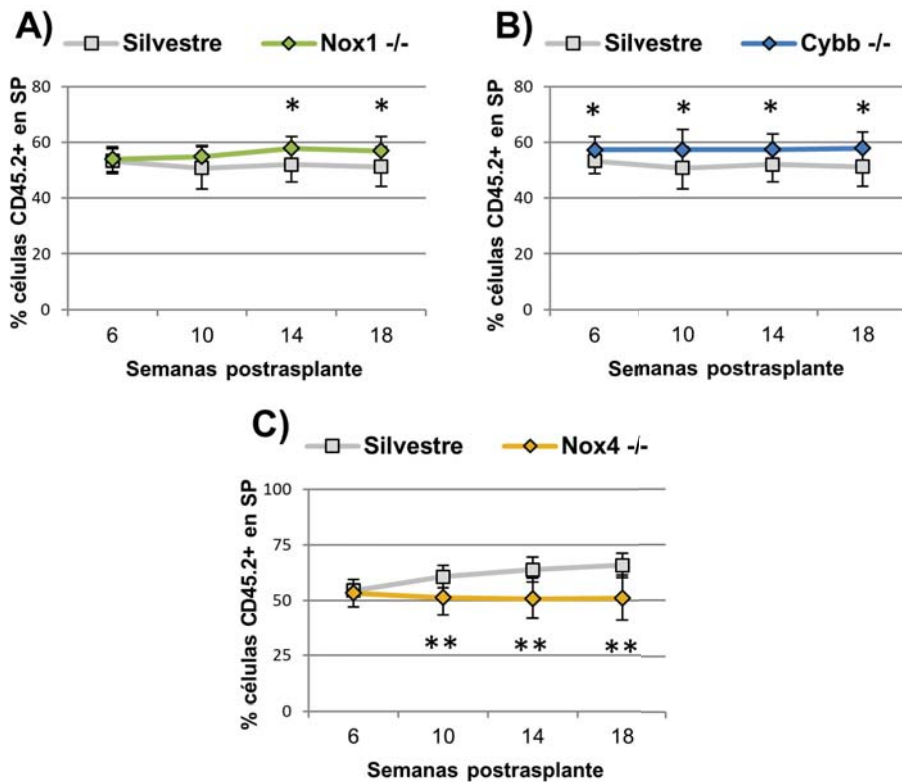 A)
Silvestre Nox1 -/-
% células CD45.2+ en SP
80
60
40
20
0
* *
6 10 14 18
Semanas postrasplante
B)
Silvestre Cybb -/-
% células CD45.2+ en SP
80
60
40
20
0
* * * *
6 10 14 18
Semanas postrasplante
C)
Silvestre Nox4 -/-
% células CD45.2+ en SP
100
75
50
25
0
** ** **
6 10 14 18
Semanas postrasplante